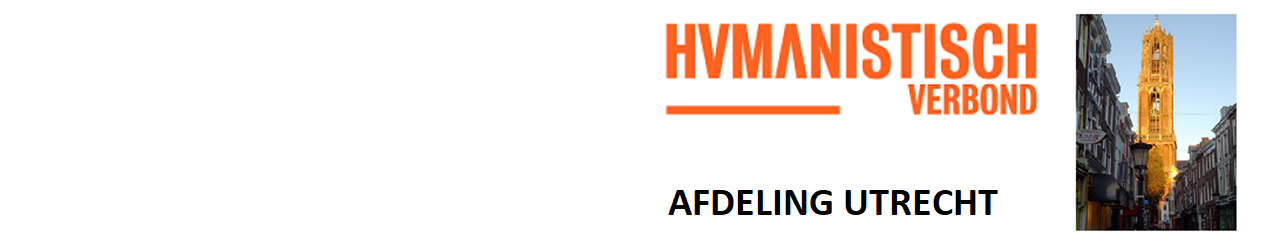 HVMANISTISCH
VERBOND
AFDELING UTRECHT